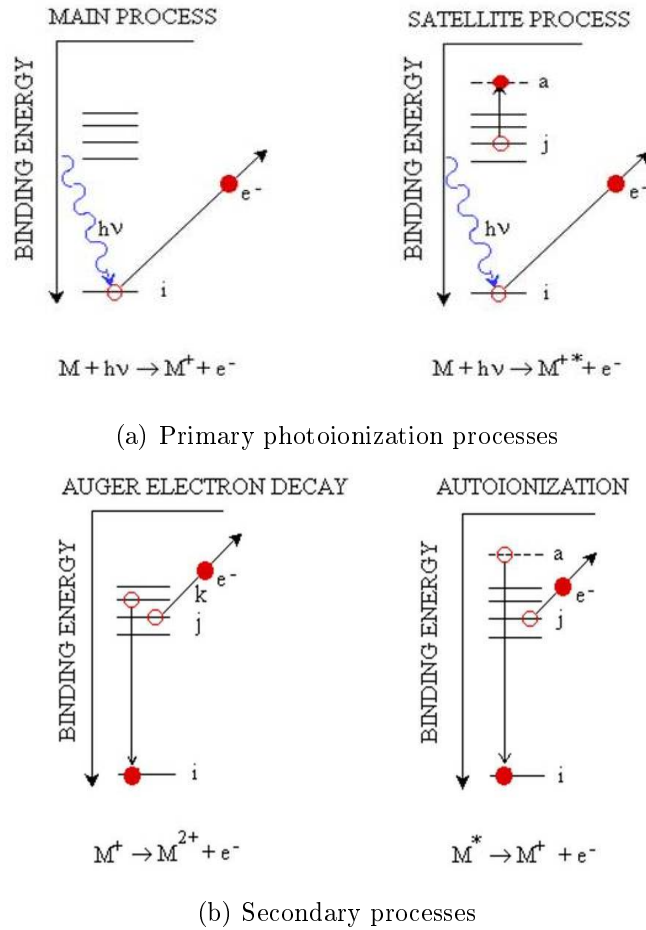 MAIN PROCESS
BINDING ENERGY
hν
e-
i
M + hν → M+ + e-
SATELLITE PROCESS
BINDING ENERGY
a
j
hν
e-
i
M + hν → M+* + e-
(a) Primary photoionization processes
AUGER ELECTRON DECAY
BINDING ENERGY
e-
k
j
i
M+ → M2+ + e-
AUTOIONIZATION
BINDING ENERGY
a
e-
j
i
M* → M+ + e-
(b) Secondary processes